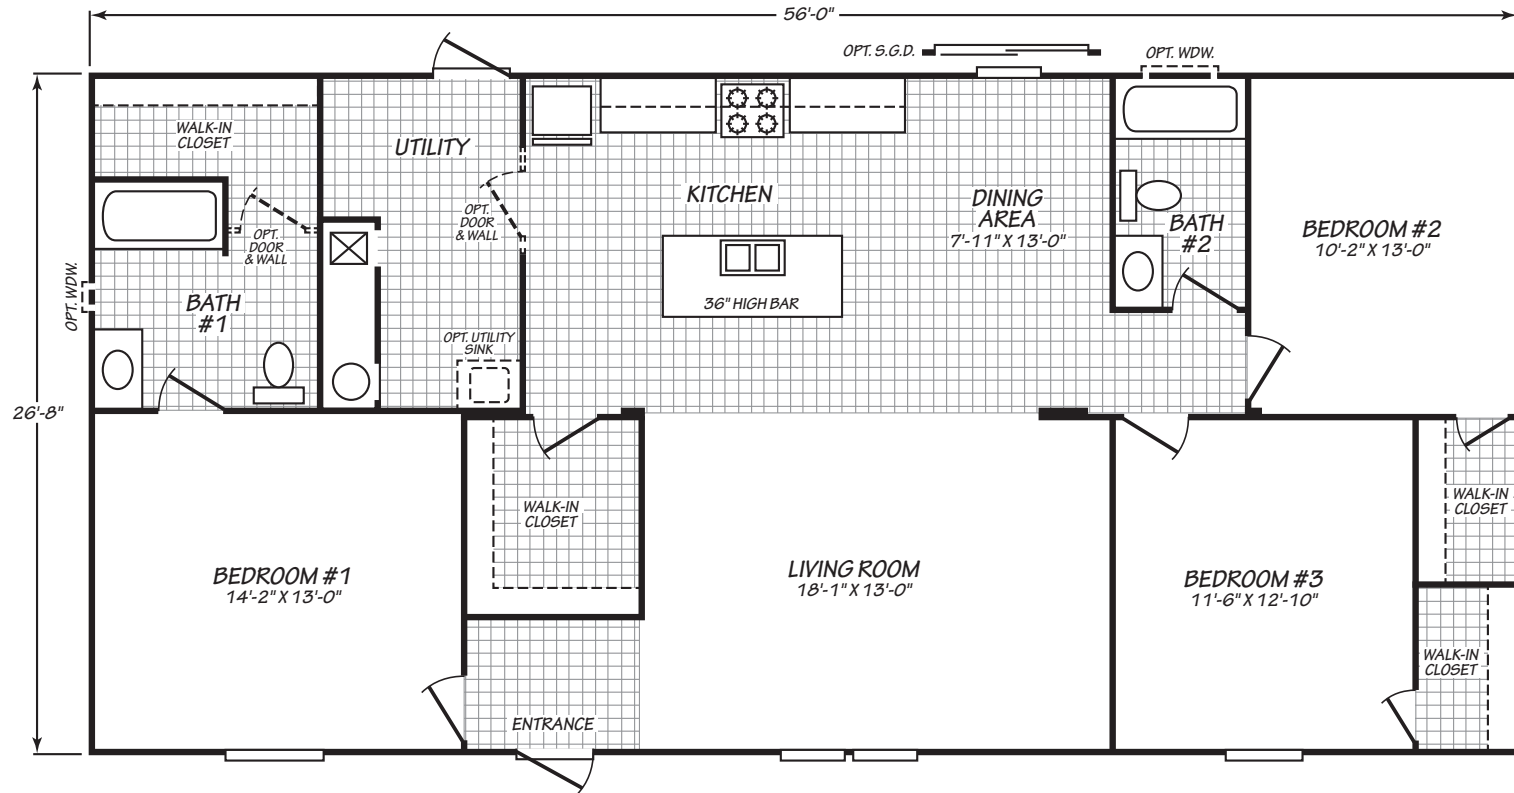 56'-0"
OPT. S.G.D.
OPT. WDW.
WALK-IN
CLOSET
UTILITY
KITCHEN
DINING
AREA
7'-11" X 13'-0"
BATH
#2
BEDROOM #2
10'-2" X 13'-0"
OPT.
DOOR
& WALL
OPT.
DOOR
& WALL
OPT. WDW.
BATH
#1
36" HIGH BAR
OPT. UTILITY
SINK
26'-8"
WALK-IN
CLOSET
WALK-IN
CLOSET
BEDROOM #1
14'-2" X 13'-0"
LIVING ROOM
18'-1" X 13'-0"
BEDROOM #3
11'-6" X 12'-10"
WALK-IN
CLOSET
ENTRANCE